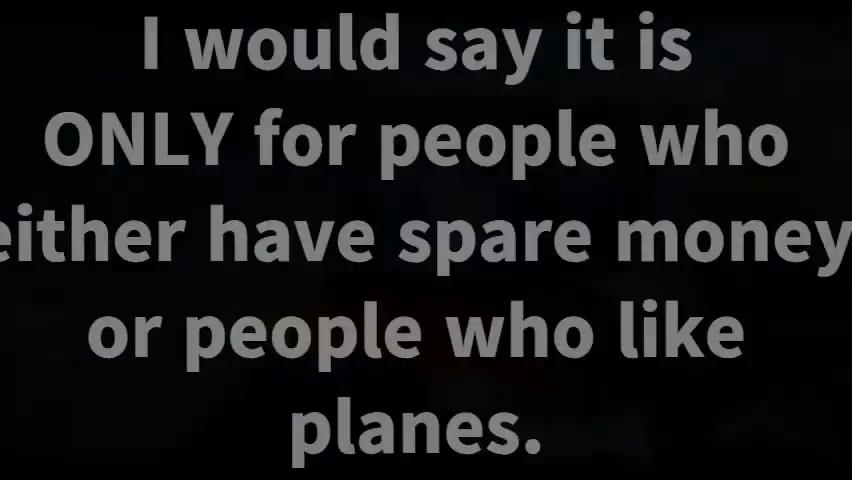 I would say it is
ONLY for people who
either have spare money
or people who like
planes.